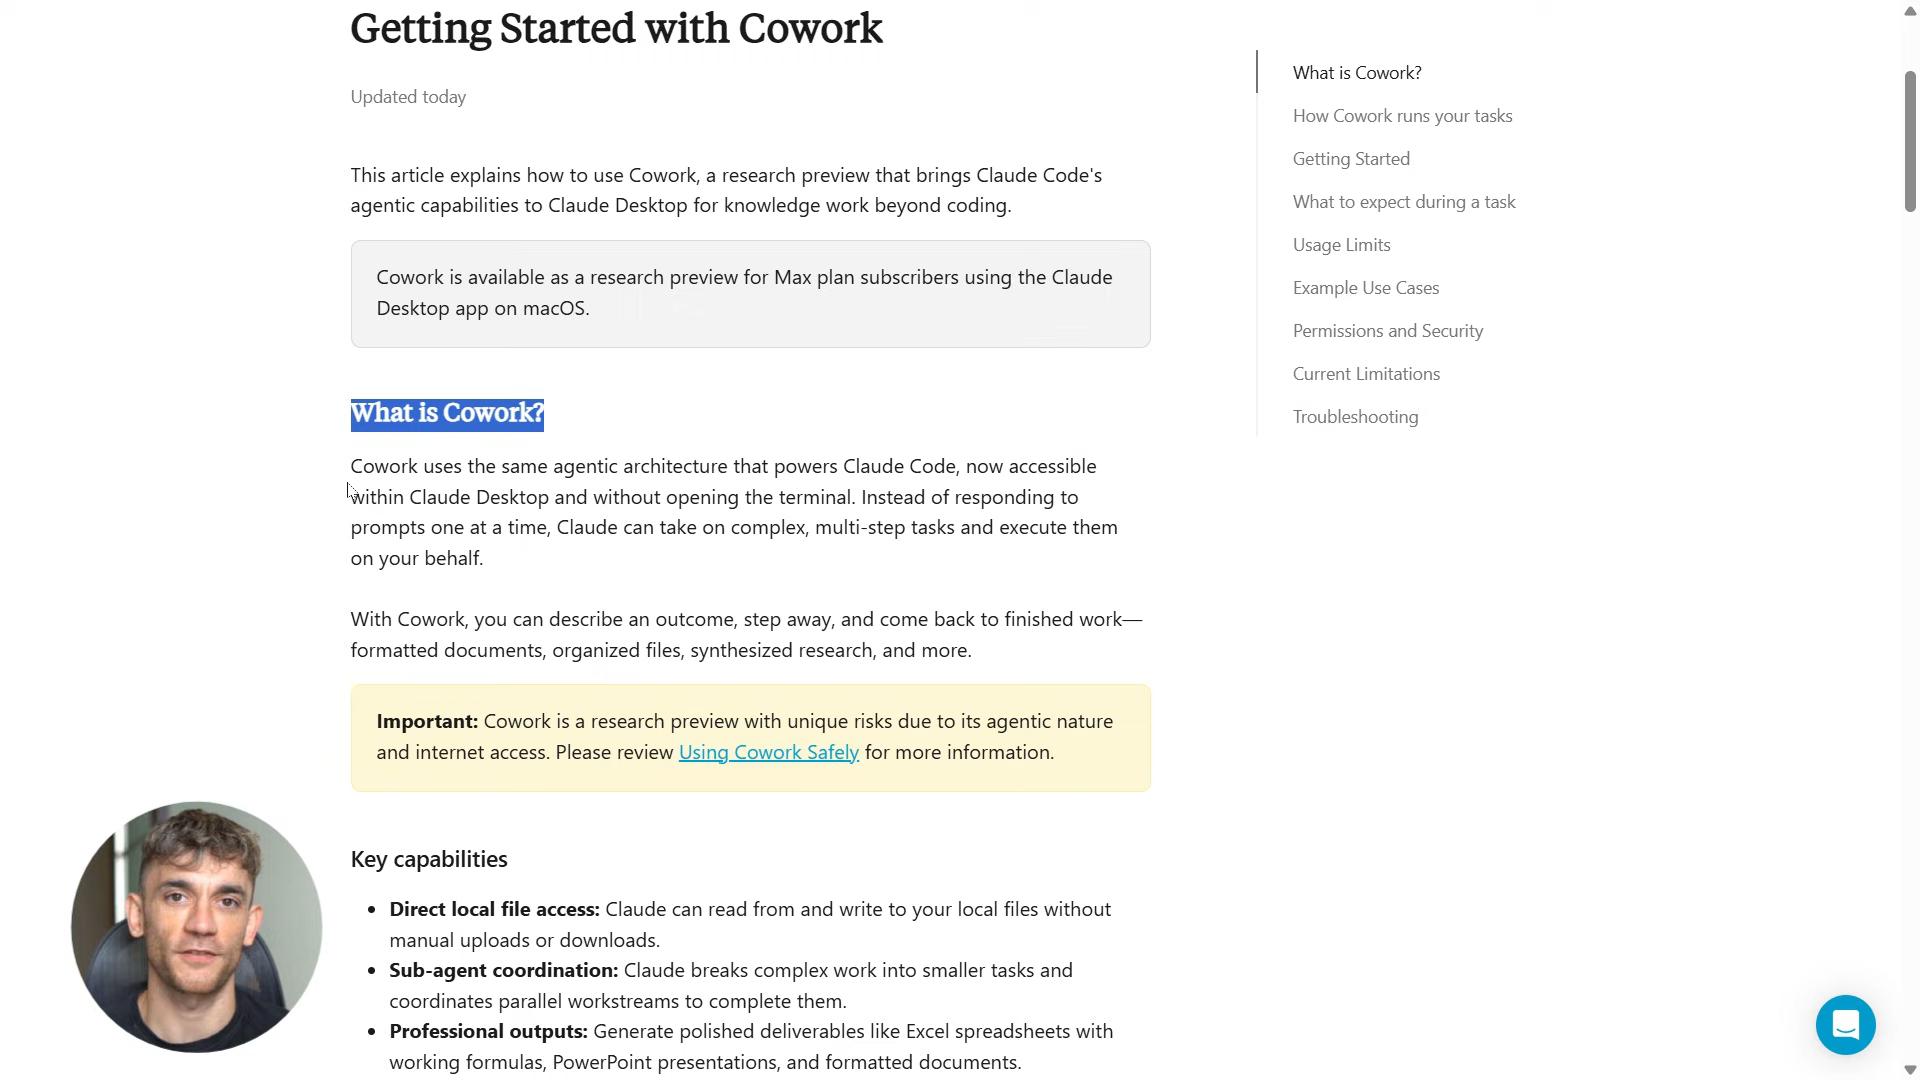 Getting Started with Cowork
Updated today
This article explains how to use Cowork, a research preview that brings Claude Code's
agentic capabilities to Claude Desktop for knowledge work beyond coding.
Cowork is available as a research preview for Max plan subscribers using the Claude
Desktop app on macOS.
What is Cowork?
Cowork uses the same agentic architecture that powers Claude Code, now accessible
within Claude Desktop and without opening the terminal. Instead of responding to
prompts one at a time, Claude can take on complex, multi-step tasks and execute them
on your behalf.
With Cowork, you can describe an outcome, step away, and come back to finished work—
formatted documents, organized files, synthesized research, and more.
Important: Cowork is a research preview with unique risks due to its agentic nature
and internet access. Please review Using Cowork Safely for more information.
Key capabilities
• Direct local file access: Claude can read from and write to your local files without
manual uploads or downloads.
• Sub-agent coordination: Claude breaks complex work into smaller tasks and
coordinates parallel workstreams to complete them.
• Professional outputs: Generate polished deliverables like Excel spreadsheets with
working formulas, PowerPoint presentations, and formatted documents.
What is Cowork?
How Cowork runs your tasks
Getting Started
What to expect during a task
Usage Limits
Example Use Cases
Permissions and Security
Current Limitations
Troubleshooting